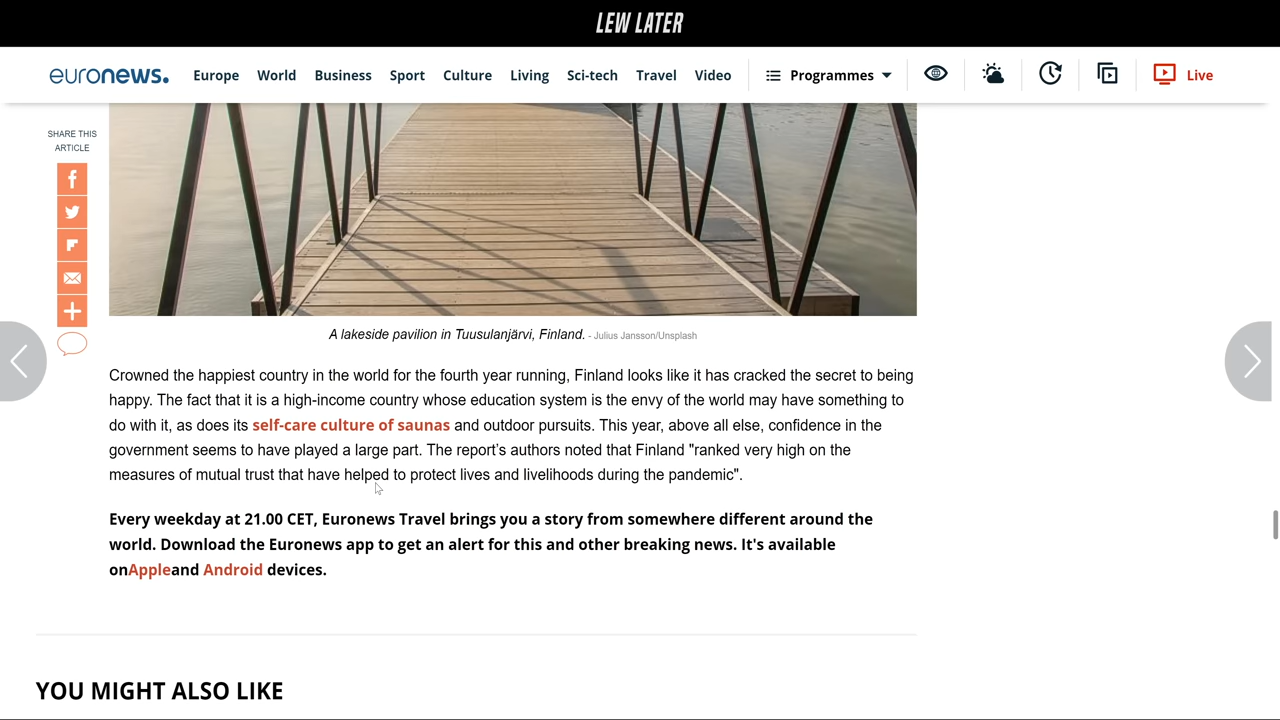 LEW LATER
euronews.
Europe World Business Sport Culture Living Sci-tech Travel Video Programmes Live
SHARE THIS
ARTICLE
A lakeside pavilion in Tuusulanjärvi, Finland. - Julius Jansson/Unsplash
Crowned the happiest country in the world for the fourth year running, Finland looks like it has cracked the secret to being
happy. The fact that it is a high-income country whose education system is the envy of the world may have something to
do with it, as does its self-care culture of saunas and outdoor pursuits. This year, above all else, confidence in the
government seems to have played a large part. The report’s authors noted that Finland "ranked very high on the
measures of mutual trust that have helped to protect lives and livelihoods during the pandemic".
Every weekday at 21.00 CET, Euronews Travel brings you a story from somewhere different around the
world. Download the Euronews app to get an alert for this and other breaking news. It's available
onAppleand Android devices.
YOU MIGHT ALSO LIKE